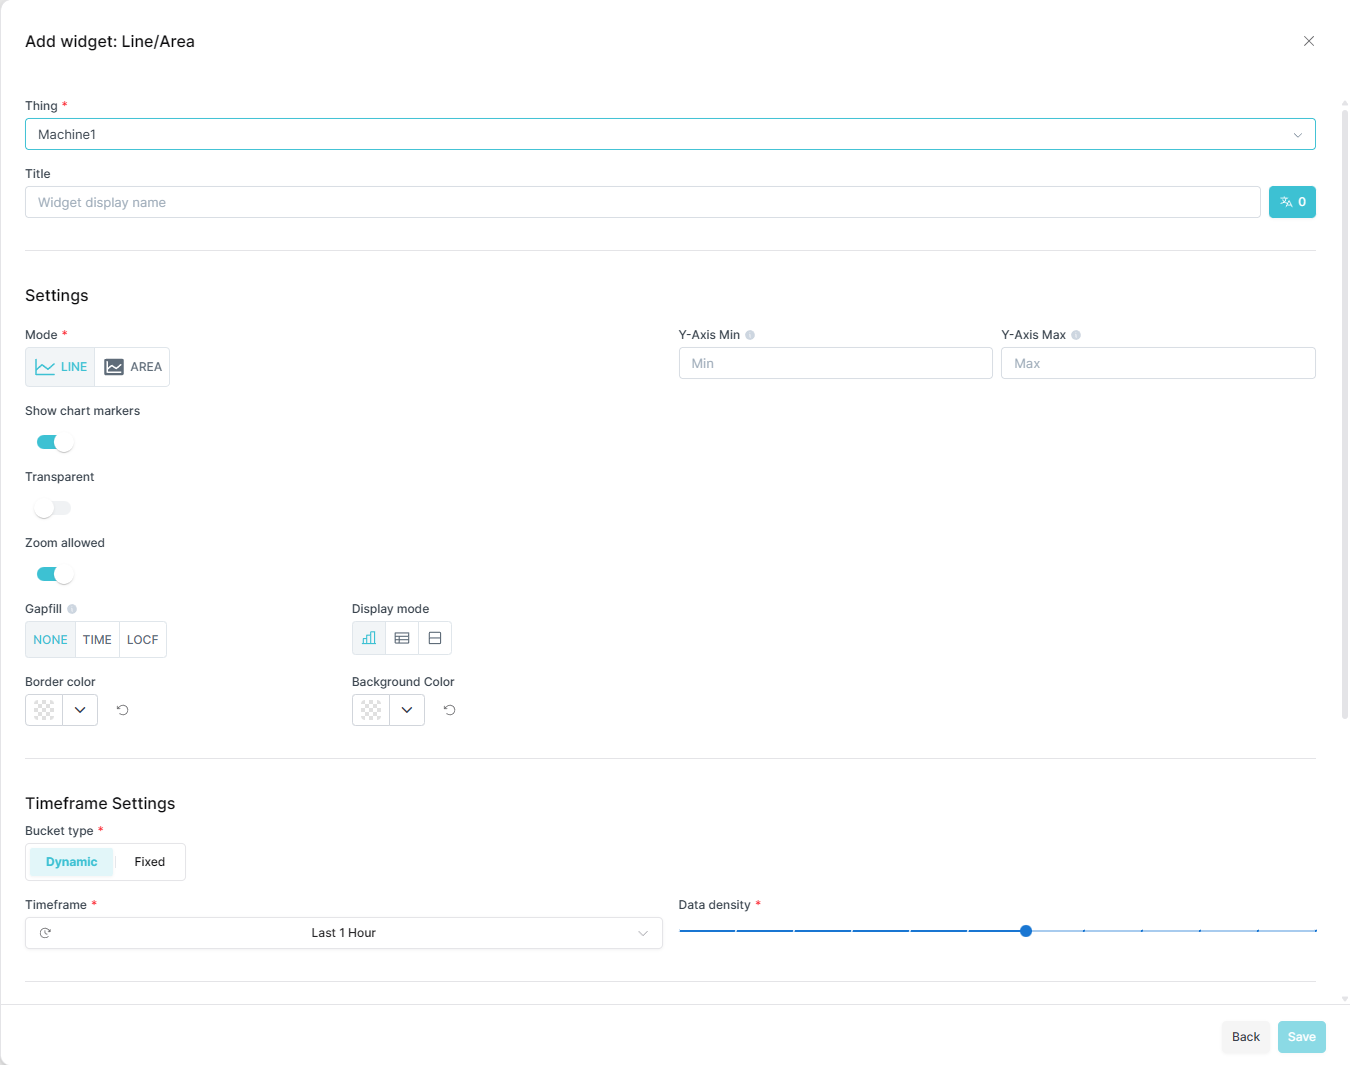 Add widget: Line/Area
Thing *
Machine1
Title
Widget display name
0
Settings
Mode *
Y-Axis Min
Y-Axis Max
LINE
AREA
Min
Max
Show chart markers
Transparent
Zoom allowed
Gapfill
Display mode
NONE
TIME
LOCF
Border color
Background Color
Timeframe Settings
Bucket type *
Dynamic
Fixed
Timeframe *
Data density *
Last 1 Hour
Back
Save